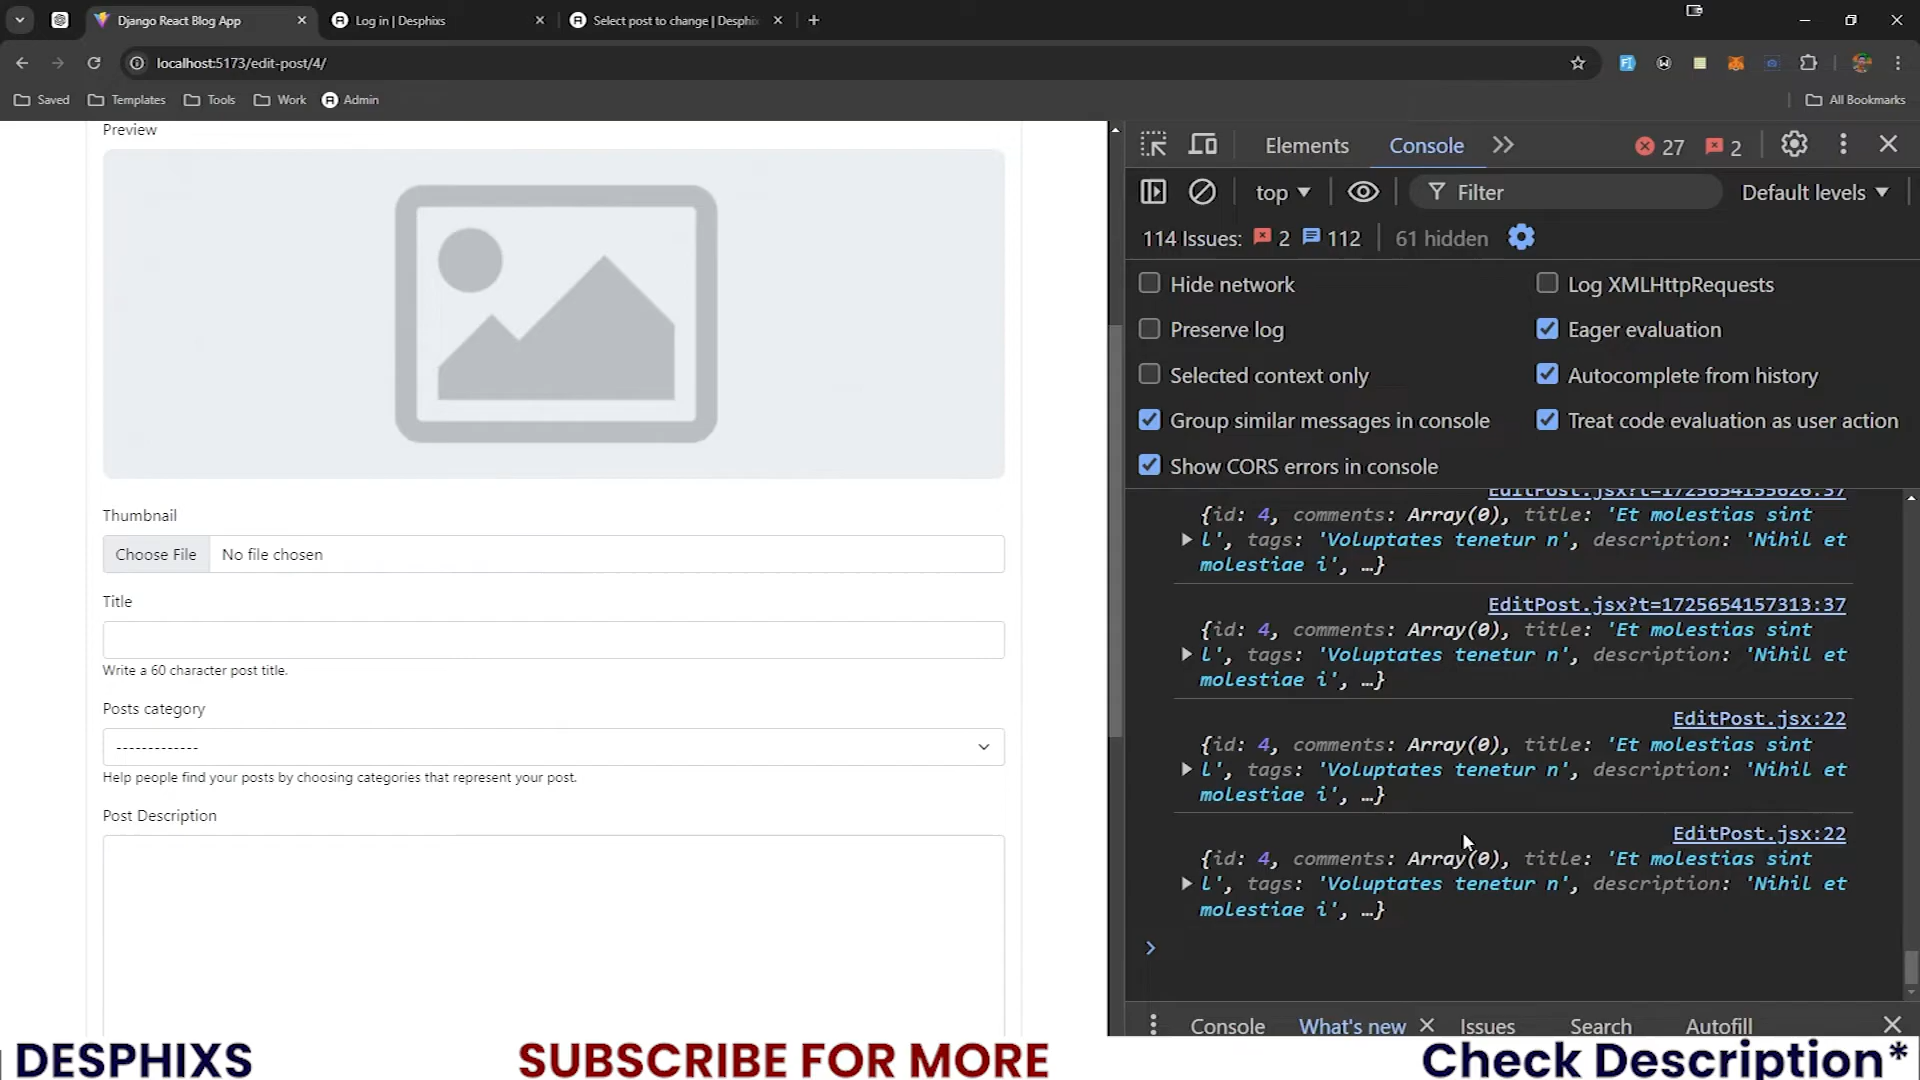 Django React Blog App
Log in | Desphixs
Select post to change | Desphi
localhost:5173/edit-post/4/
Saved
Templates
Tools
Work
Admin
All Bookmarks
Preview
Thumbnail
Choose File
No file chosen
Title
Write a 60 character post title.
Posts category
-------------
Help people find your posts by choosing categories that represent your post.
Post Description
Elements
Console
27
2
top
Filter
Default levels
114 Issues:
2
112
61 hidden
Hide network
Log XMLHttpRequests
Preserve log
Eager evaluation
Selected context only
Autocomplete from history
Group similar messages in console
Treat code evaluation as user action
Show CORS errors in console
EditPost.jsx?t=1725654155626:37
{id: 4, comments: Array(0), title: 'Et molestias sint
l', tags: 'Voluptates tenetur n', description: 'Nihil et
molestiae i', …}
EditPost.jsx?t=1725654157313:37
{id: 4, comments: Array(0), title: 'Et molestias sint
l', tags: 'Voluptates tenetur n', description: 'Nihil et
molestiae i', …}
EditPost.jsx:22
{id: 4, comments: Array(0), title: 'Et molestias sint
l', tags: 'Voluptates tenetur n', description: 'Nihil et
molestiae i', …}
EditPost.jsx:22
{id: 4, comments: Array(0), title: 'Et molestias sint
l', tags: 'Voluptates tenetur n', description: 'Nihil et
molestiae i', …}
Console
What's new
Issues
Search
Autofill
DESPHIXS
SUBSCRIBE FOR MORE
Check Description*